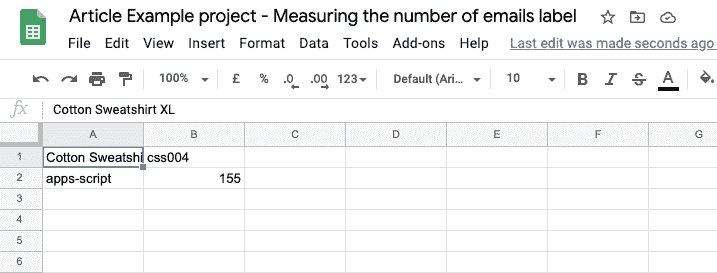 Article Example project - Measuring the number of emails label
File Edit View Insert Format Data Tools Add-ons Help Last edit was made seconds ago
100% £ % .0 .00 123 Default (Ari... 10 B I S A
fx Cotton Sweatshirt XL
A B C D E F G
1 Cotton Sweatshi css004
2 apps-script 155
3
4
5
6